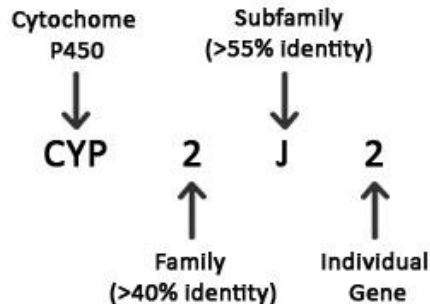 Cytochome
P450
Subfamily
(>55% identity)
CYP 2 J 2
Family
(>40% identity)
Individual
Gene